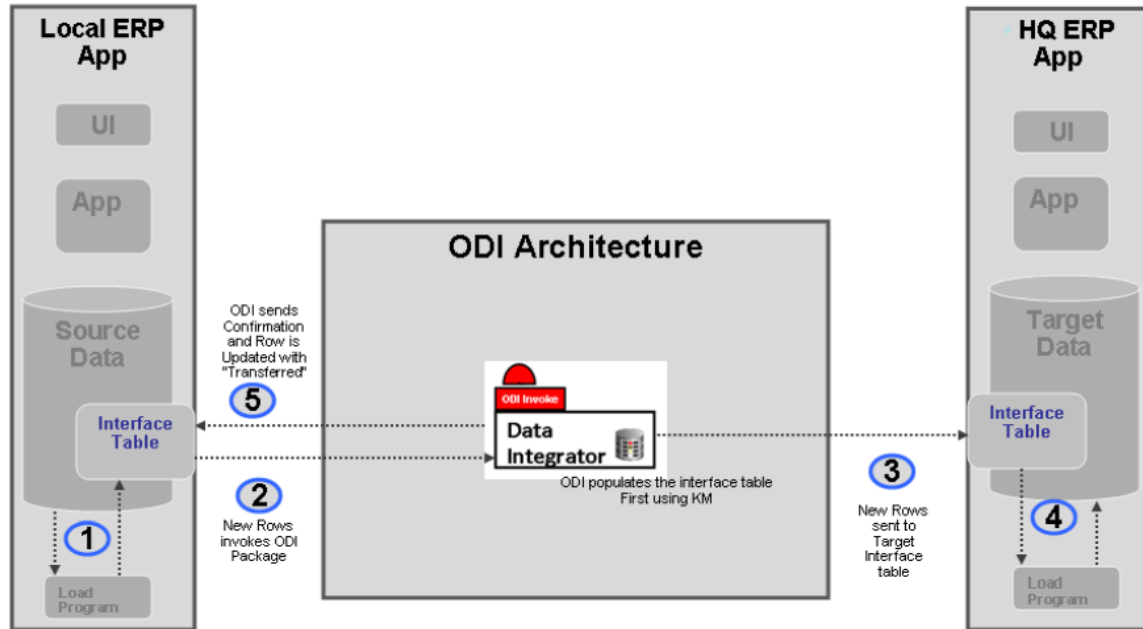 Local ERP
App
UI
App
Source
Data
Interface
Table
1
Load
Program
ODI Architecture
ODI sends
Confirmation
and Row is
Updated with
"Transferred"
5
2
New Rows
invokes ODI
Package
ODI Invoke
Data
Integrator
ODI populates the interface table
First using KM
3
New Rows
sent to
Target
Interface
table
HQ ERP
App
UI
App
Target
Data
Interface
Table
4
Load
Program